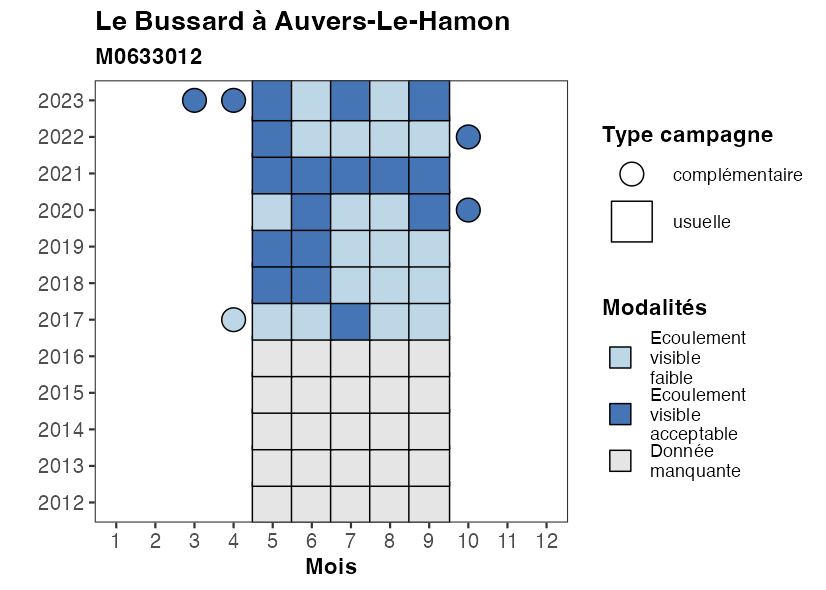 Le Bussard à Auvers-Le-Hamon
M0633012
2023
2022
2021
2020
2019
2018
2017
2016
2015
2014
2013
2012
1 2 3 4 5 6 7 8 9 10 11 12
Mois
Type campagne
complémentaire
usuelle
Modalités
Ecoulement
visible
faible
Ecoulement
visible
acceptable
Donnée
manquante